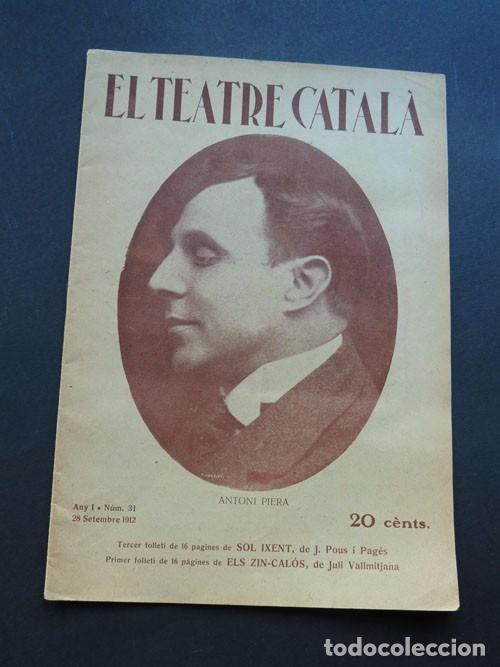 EL TEATRE CATALÀ
ANTONI PIERA
Any I • Núm. 31
28 Setembre 1912
20 cènts.
Tercer folletí de 16 pagines de SOL IXENT, de J. Pous i Pagés
Primer folletí de 16 pàgines de ELS ZIN-CALÓS, de Juli Vallmitjana
todocoleccion